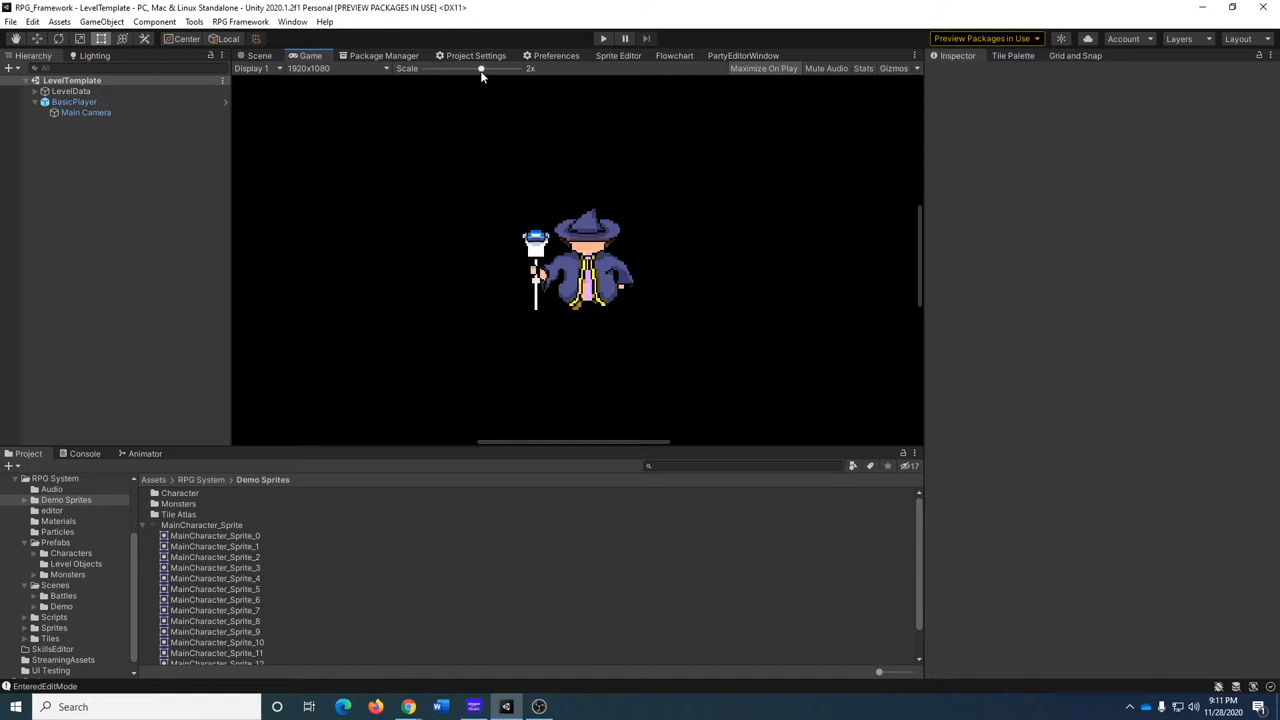 RPG_Framework - LevelTemplate - PC, Mac & Linux Standalone - Unity 2020.1.2f1 Personal [PREVIEW PACKAGES IN USE] <DX11>
File Edit Assets GameObject Component Tools RPG Framework Window Help
Center Local Preview Packages in Use Account Layers Layout
Hierarchy Lighting Scene Game Package Manager Project Settings Preferences Sprite Editor Flowchart PartyEditorWindow Inspector Tile Palette Grid and Snap
All Display 1 1920x1080 Scale 2x Maximize On Play Mute Audio Stats Gizmos
LevelTemplate
LevelData
BasicPlayer
Main Camera
Project Console Animator
17
RPG System
Audio
Demo Sprites
editor
Materials
Particles
Prefabs
Characters
Level Objects
Monsters
Scenes
Battles
Demo
Scripts
Sprites
Tiles
SkillsEditor
StreamingAssets
UI Testing
Assets RPG System Demo Sprites
Character
Monsters
Tile Atlas
MainCharacter_Sprite
MainCharacter_Sprite_0
MainCharacter_Sprite_1
MainCharacter_Sprite_2
MainCharacter_Sprite_3
MainCharacter_Sprite_4
MainCharacter_Sprite_5
MainCharacter_Sprite_6
MainCharacter_Sprite_7
MainCharacter_Sprite_8
MainCharacter_Sprite_9
MainCharacter_Sprite_10
MainCharacter_Sprite_11
MainCharacter_Sprite_12
EnteredEditMode
Search
9:11 PM
11/28/2020